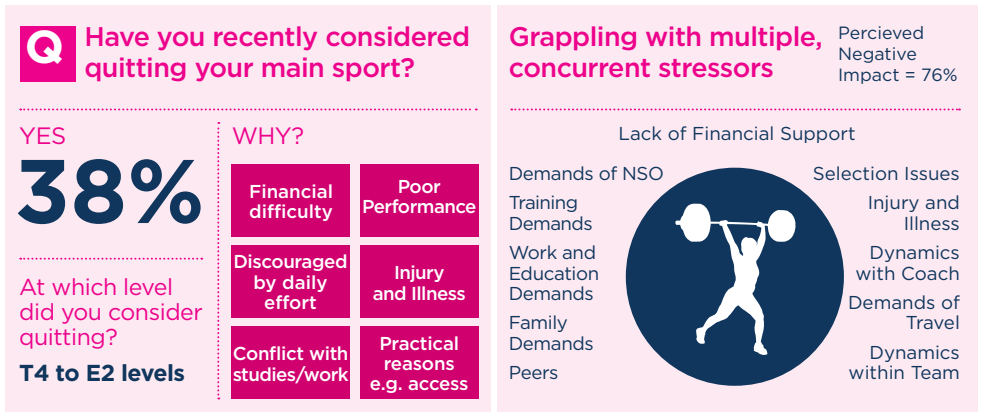 Q
Have you recently considered
quitting your main sport?
YES
38%
At which level
did you consider
quitting?
T4 to E2 levels
WHY?
Financial
difficulty
Poor
Performance
Discouraged
by daily
effort
Injury
and Illness
Conflict with
studies/work
Practical
reasons
e.g. access
Grappling with multiple,
concurrent stressors
Percieved
Negative
Impact = 76%
Lack of Financial Support
Demands of NSO
Training
Demands
Work and
Education
Demands
Family
Demands
Peers
Selection Issues
Injury and
Illness
Dynamics
with Coach
Demands of
Travel
Dynamics
within Team